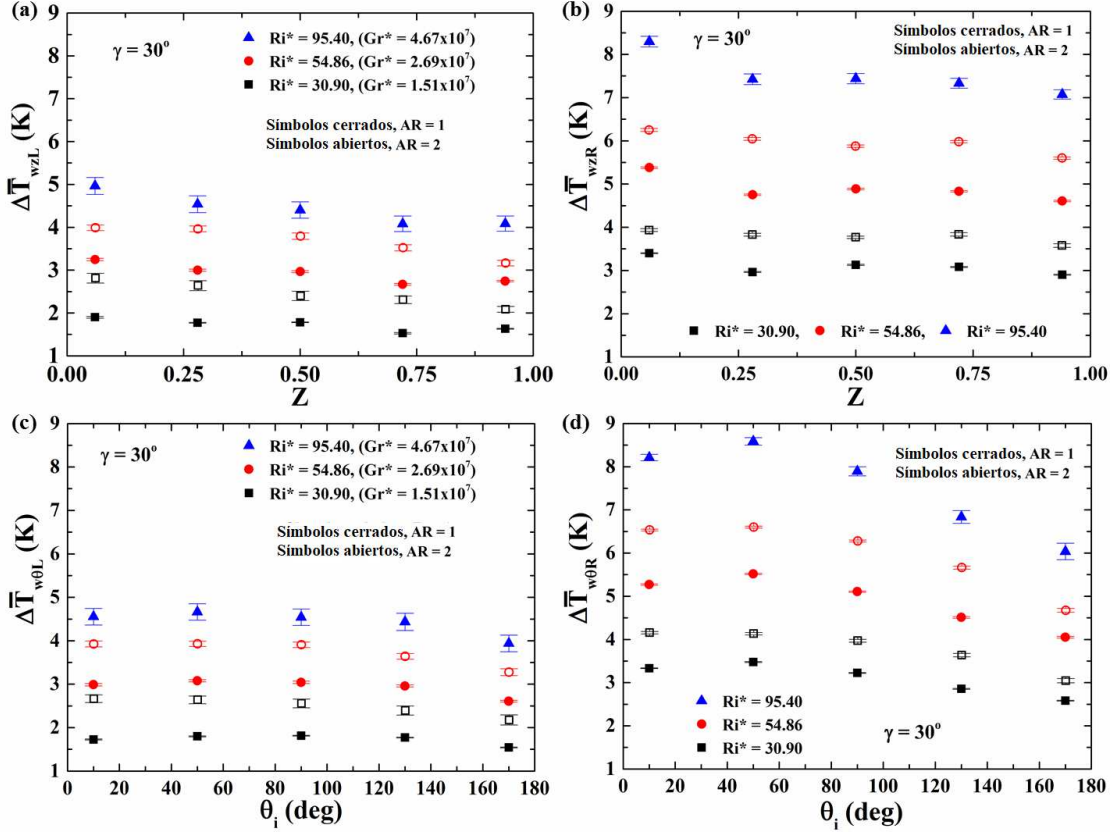 (a)
γ = 30°
Ri* = 95.40, (Gr* = 4.67x10⁷)
Ri* = 54.86, (Gr* = 2.69x10⁷)
Ri* = 30.90, (Gr* = 1.51x10⁷)
Símbolos cerrados, AR = 1
Símbolos abiertos, AR = 2
ΔT̅wzL (K)
9
8
7
6
5
4
3
2
1
0.00 0.25 0.50 0.75 1.00
Z
(b)
γ = 30°
Símbolos cerrados, AR = 1
Símbolos abiertos, AR = 2
ΔT̅wzR (K)
9
8
7
6
5
4
3
2
1
Ri* = 30.90, Ri* = 54.86, Ri* = 95.40
0.00 0.25 0.50 0.75 1.00
Z
(c)
γ = 30°
Ri* = 95.40, (Gr* = 4.67x10⁷)
Ri* = 54.86, (Gr* = 2.69x10⁷)
Ri* = 30.90, (Gr* = 1.51x10⁷)
Símbolos cerrados, AR = 1
Símbolos abiertos, AR = 2
ΔT̅wθL (K)
9
8
7
6
5
4
3
2
1
0 20 40 60 80 100 120 140 160 180
θi (deg)
(d)
Símbolos cerrados, AR = 1
Símbolos abiertos, AR = 2
ΔT̅wθR (K)
9
8
7
6
5
4
3
2
1
Ri* = 95.40
Ri* = 54.86
Ri* = 30.90
γ = 30°
0 20 40 60 80 100 120 140 160 180
θi (deg)